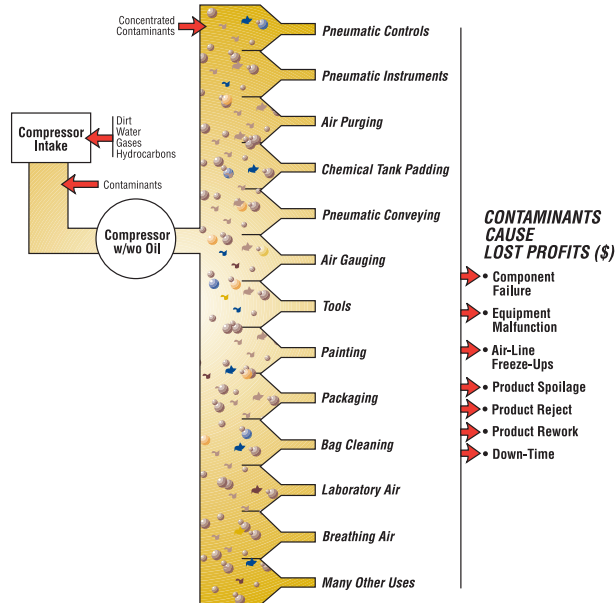 Concentrated
Contaminants
Pneumatic Controls
Pneumatic Instruments
Compressor
Intake
Dirt
Water
Gases
Hydrocarbons
Air Purging
Chemical Tank Padding
Contaminants
Pneumatic Conveying
Compressor
w/wo Oil
Air Gauging
Tools
Painting
Packaging
Bag Cleaning
Laboratory Air
Breathing Air
Many Other Uses
CONTAMINANTS
CAUSE
LOST PROFITS ($)
• Component
Failure
• Equipment
Malfunction
• Air-Line
Freeze-Ups
• Product Spoilage
• Product Reject
• Product Rework
• Down-Time